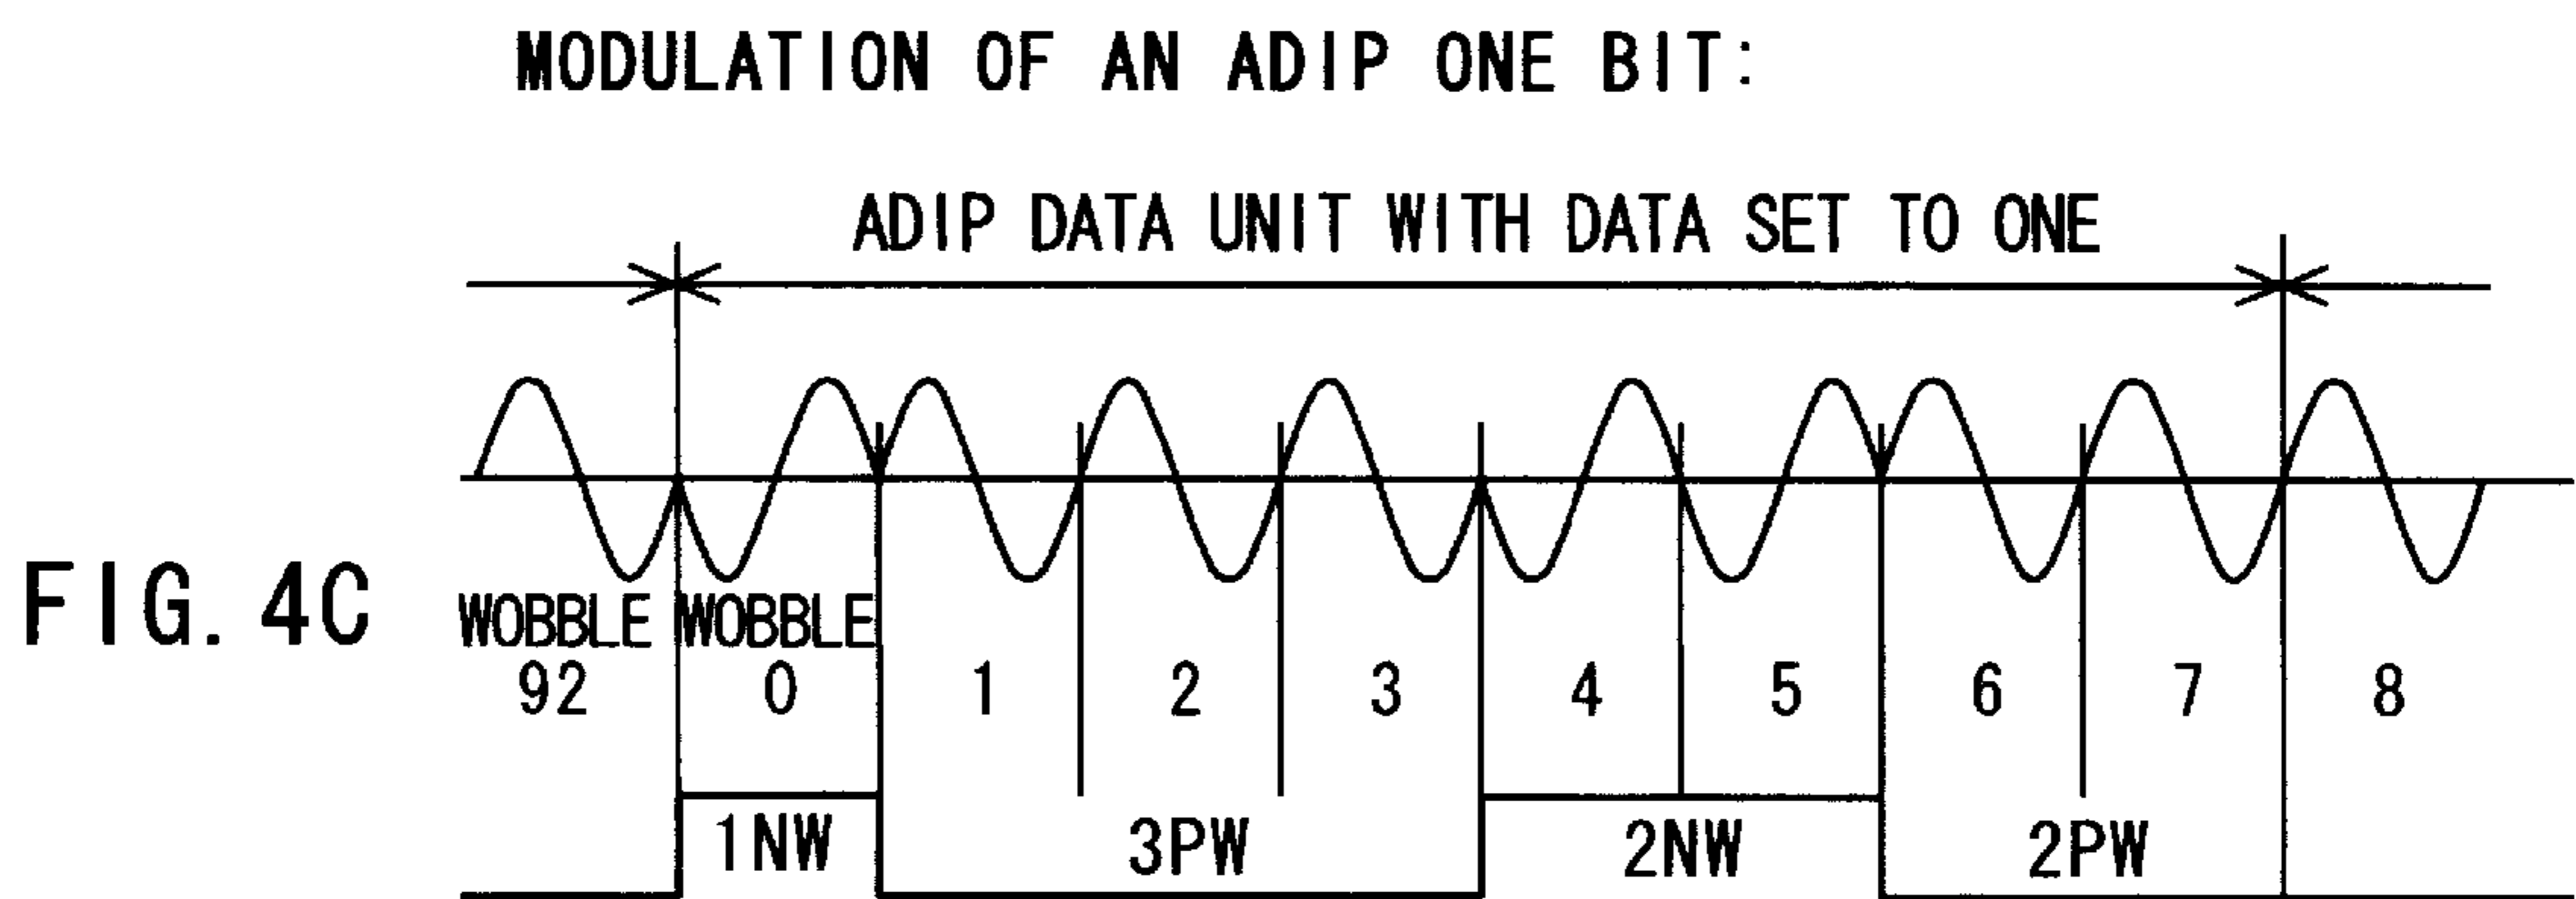 MODULATION OF AN ADIP ONE BIT:
ADIP DATA UNIT WITH DATA SET TO ONE
FIG. 4C
WOBBLE 92
WOBBLE 0
1 2 3 4 5 6 7 8
1NW 3PW 2NW 2PW